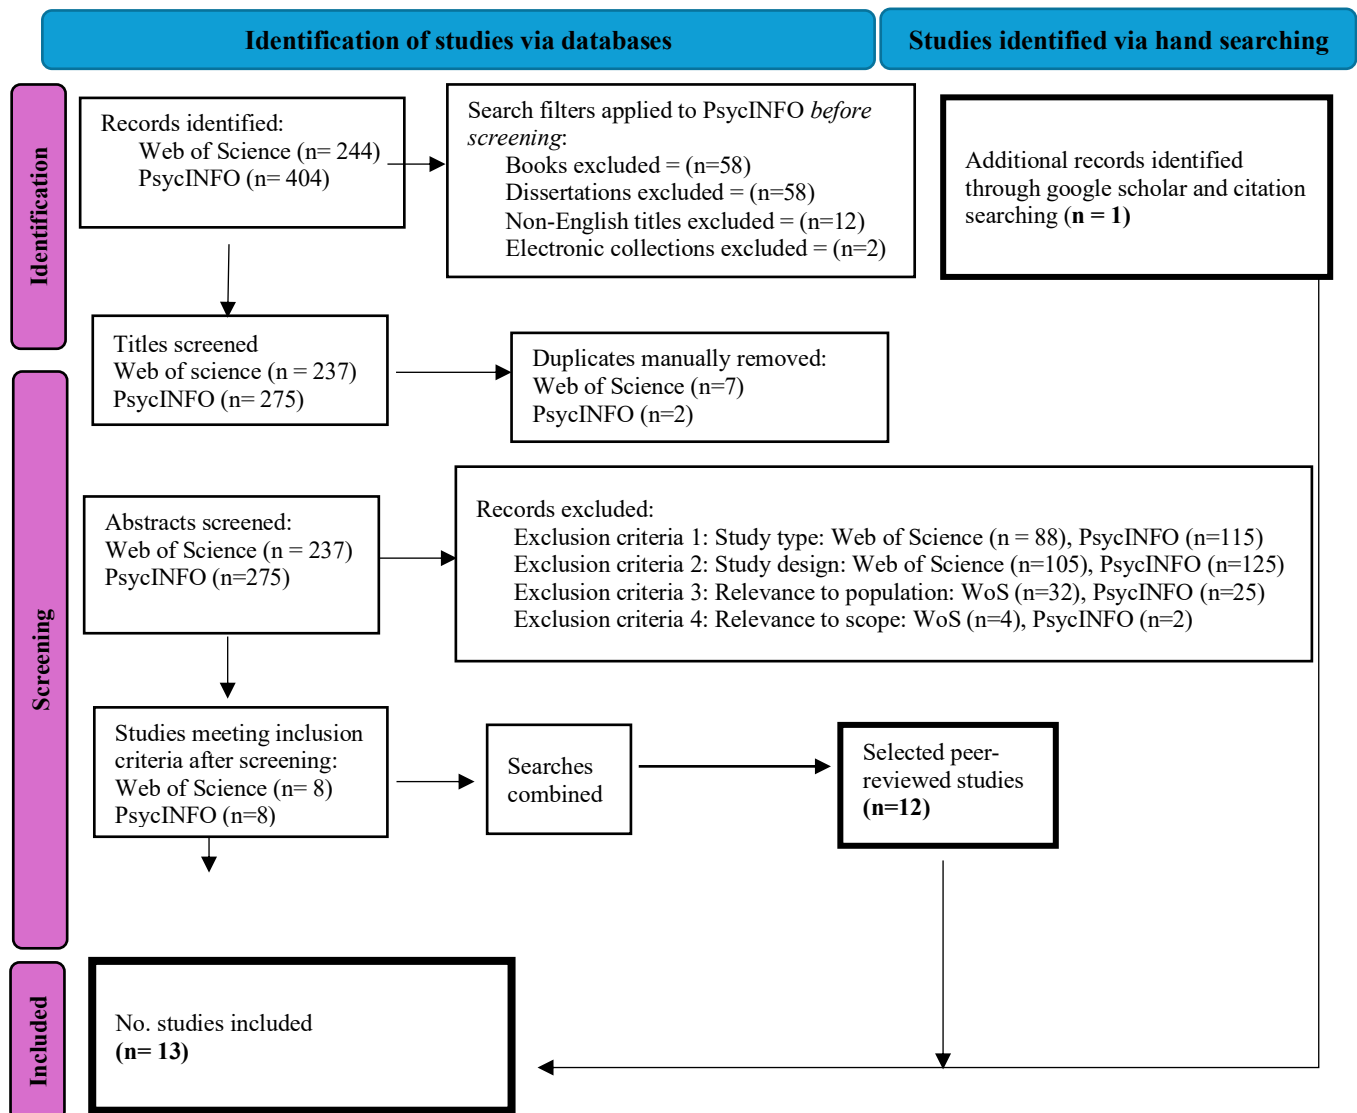 Identification of studies via databases
Studies identified via hand searching
Identification
Records identified:
Web of Science (n= 244)
PsycINFO (n= 404)
Search filters applied to PsycINFO before
screening:
Books excluded = (n=58)
Dissertations excluded = (n=58)
Non-English titles excluded = (n=12)
Electronic collections excluded = (n=2)
Additional records identified
through google scholar and citation
searching (n = 1)
Titles screened
Web of science (n = 237)
PsycINFO (n= 275)
Duplicates manually removed:
Web of Science (n=7)
PsycINFO (n=2)
Screening
Abstracts screened:
Web of Science (n = 237)
PsycINFO (n=275)
Records excluded:
Exclusion criteria 1: Study type: Web of Science (n = 88), PsycINFO (n=115)
Exclusion criteria 2: Study design: Web of Science (n=105), PsycINFO (n=125)
Exclusion criteria 3: Relevance to population: WoS (n=32), PsycINFO (n=25)
Exclusion criteria 4: Relevance to scope: WoS (n=4), PsycINFO (n=2)
Studies meeting inclusion
criteria after screening:
Web of Science (n= 8)
PsycINFO (n=8)
Searches
combined
Selected peer-
reviewed studies
(n=12)
Included
No. studies included
(n= 13)